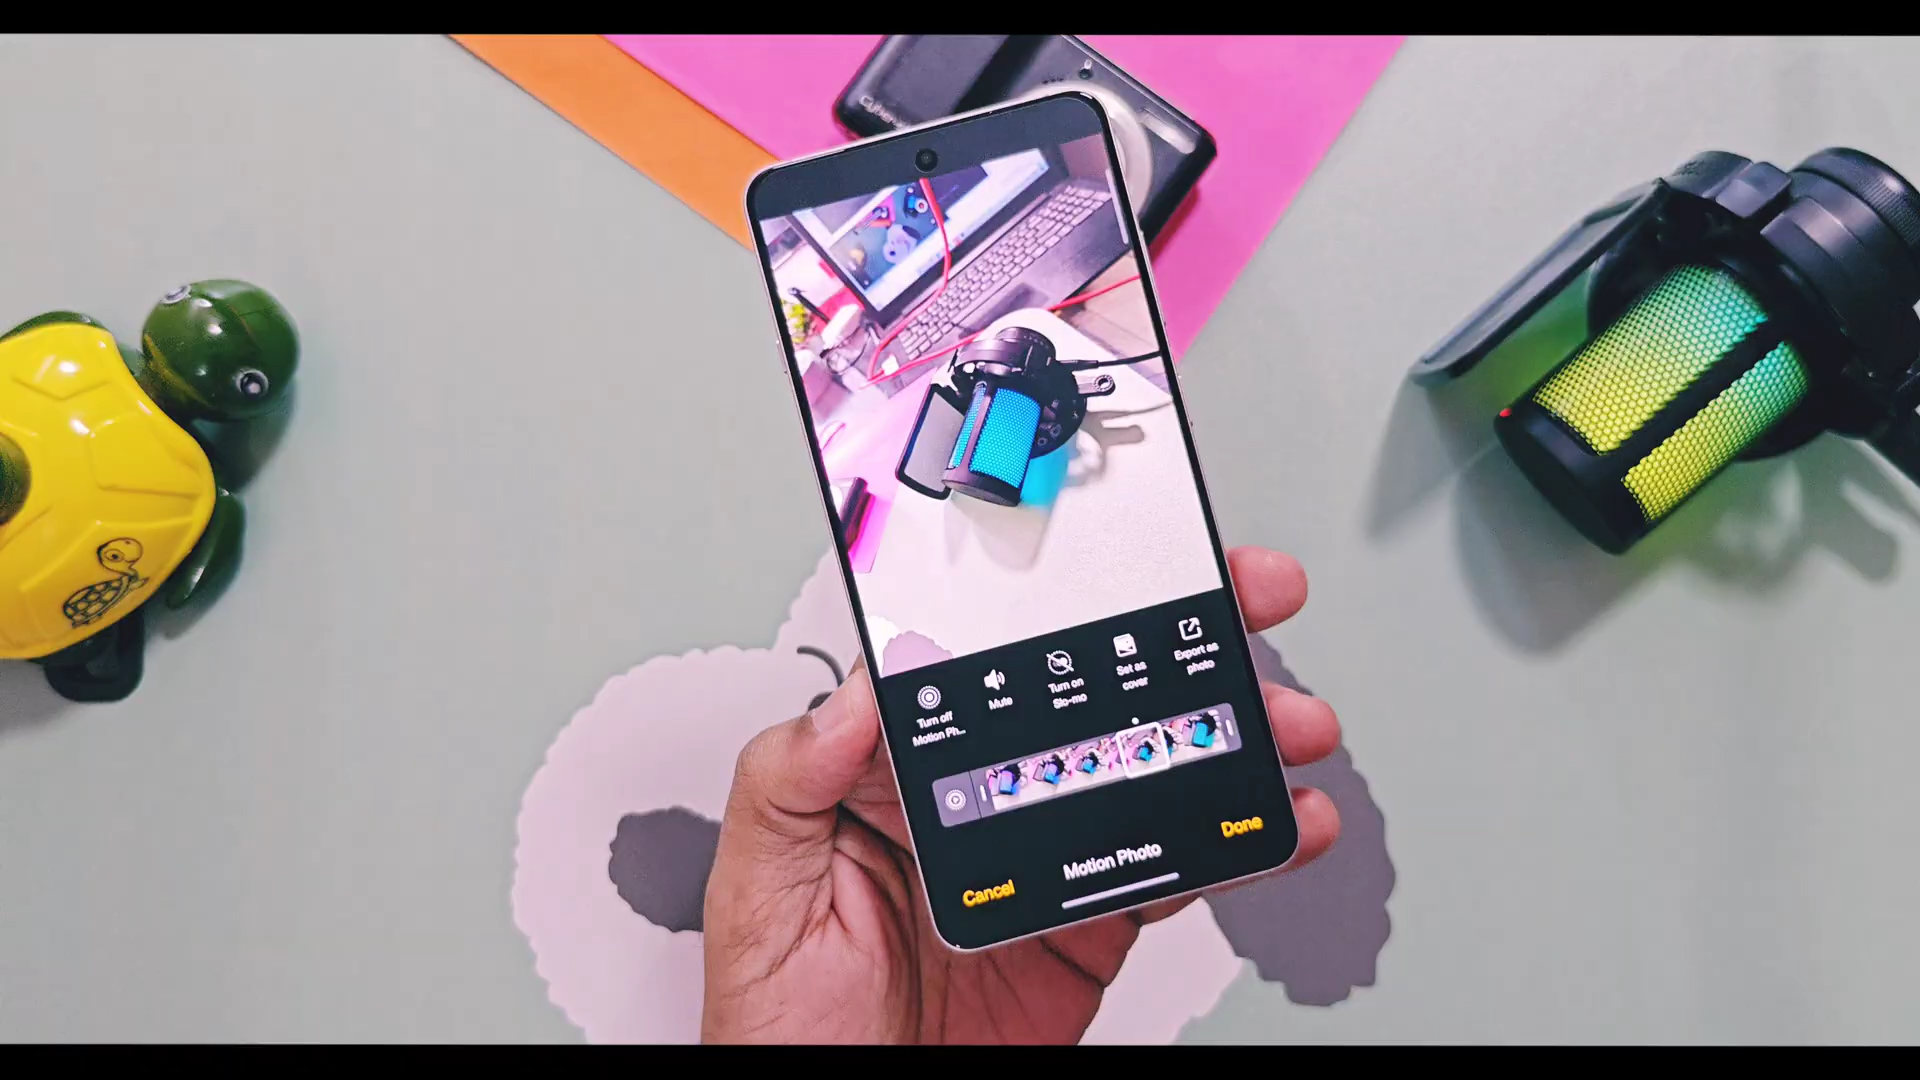 Cyber
Turn off
Motion Ph...
Mute
Turn on
Slo-mo
Set as
cover
Export as
photo
Cancel
Motion Photo
Done